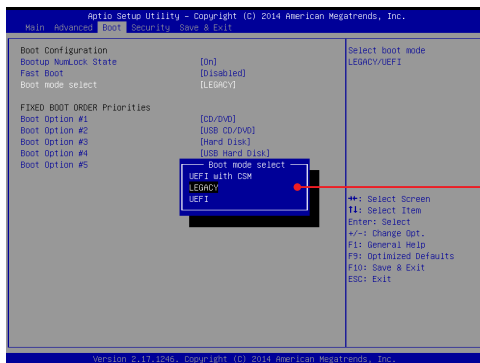 Aptio Setup Utility – Copyright (C) 2014 American Megatrends, Inc.
Main Advanced Boot Security Save & Exit
Boot Configuration
Bootup NumLock State [On]
Fast Boot [Disabled]
Boot mode select [LEGACY]
FIXED BOOT ORDER Priorities
Boot Option #1 [CD/DVD]
Boot Option #2 [USB CD/DVD]
Boot Option #3 [Hard Disk]
Boot Option #4 [USB Hard Disk]
Boot Option #5
Boot mode select
UEFI with CSM
LEGACY
UEFI
Select boot mode
LEGACY/UEFI
→←: Select Screen
↑↓: Select Item
Enter: Select
+/-: Change Opt.
F1: General Help
F9: Optimized Defaults
F10: Save & Exit
ESC: Exit
Version 2.17.1246. Copyright (C) 2014 American Megatrends, Inc.